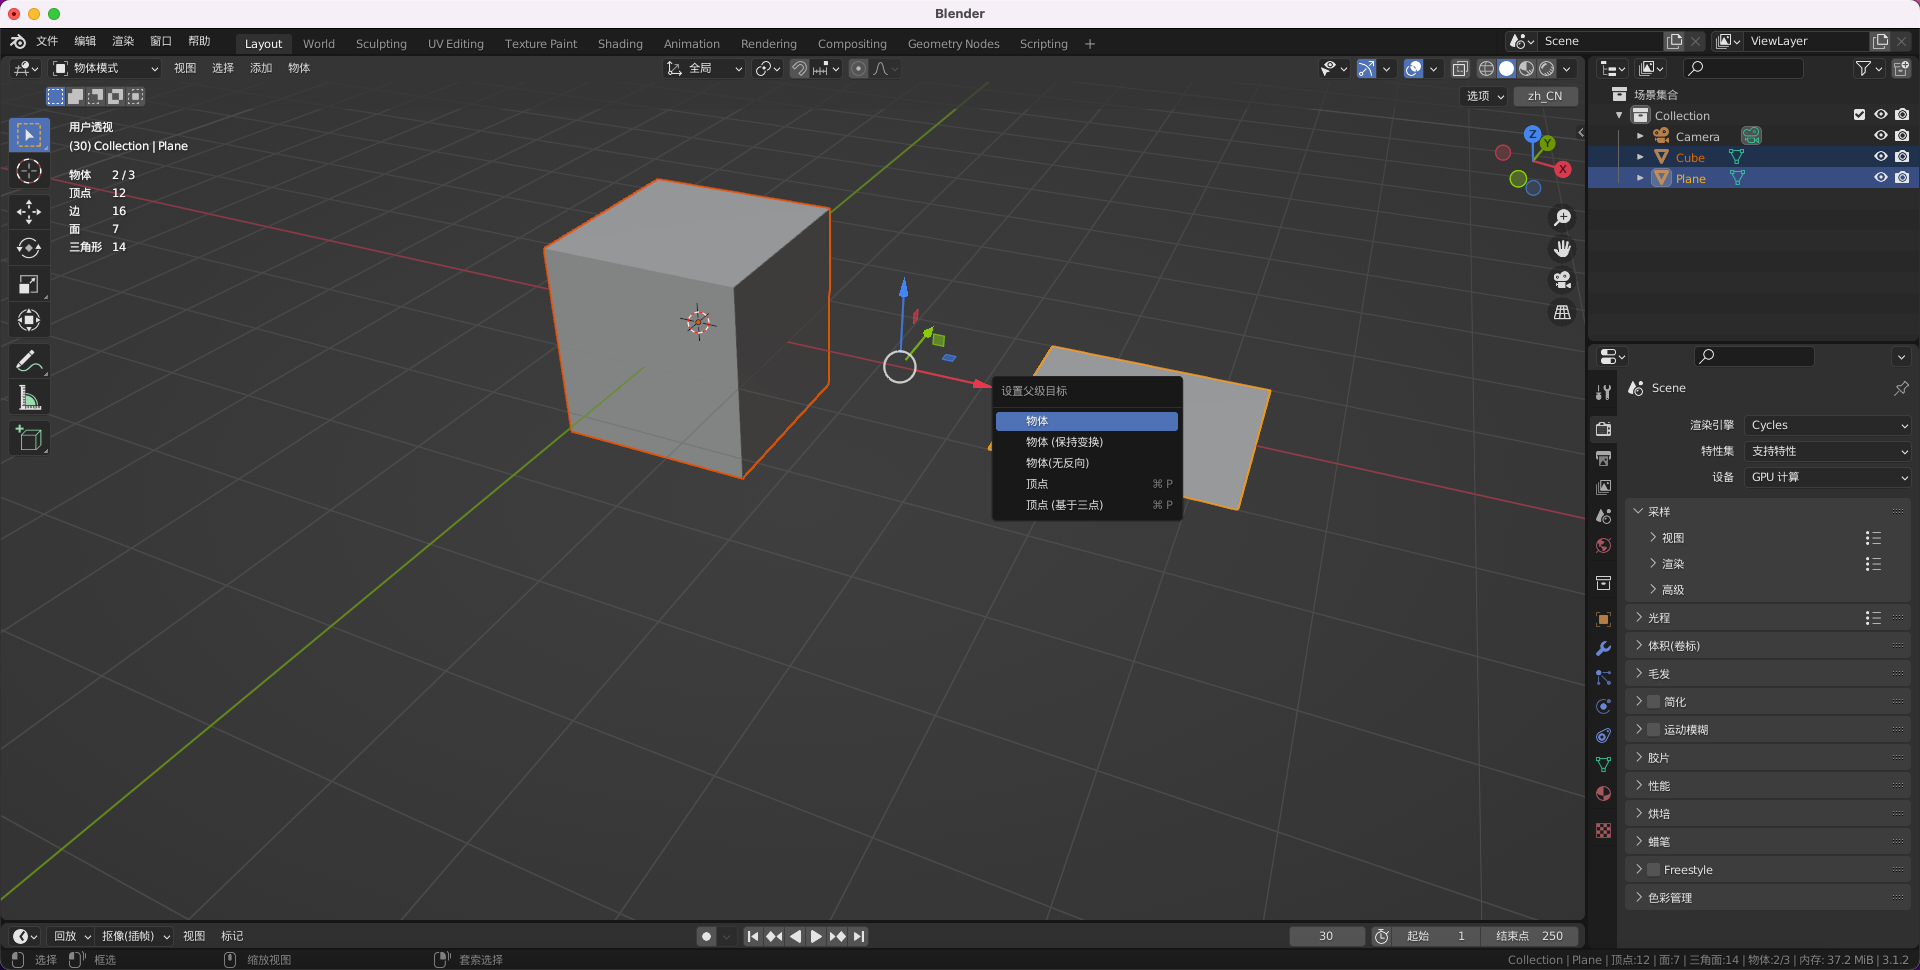 Blender
文件 编辑 渲染 窗口 帮助 Layout World Sculpting UV Editing Texture Paint Shading Animation Rendering Compositing Geometry Nodes Scripting + Scene ViewLayer
物体模式 视图 选择 添加 物体 全局
选项 zh_CN
用户透视
(30) Collection | Plane
物体 2 / 3
顶点 12
边 16
面 7
三角形 14
Z
Y
X
设置父级目标
物体
物体 (保持变换)
物体(无反向)
顶点 ⌘ P
顶点 (基于三点) ⌘ P
场景集合
Collection
Camera
Cube
Plane
Scene
渲染引擎 Cycles
特性集 支持特性
设备 GPU 计算
采样
视图
渲染
高级
光程
体积(卷标)
毛发
简化
运动模糊
胶片
性能
烘培
蜡笔
Freestyle
色彩管理
回放 抠像(插帧) 视图 标记 30 起始 1 结束点 250
选择 框选 缩放视图 套索选择 Collection | Plane | 顶点:12 | 面:7 | 三角面:14 | 物体:2/3 | 内存: 37.2 MiB | 3.1.2